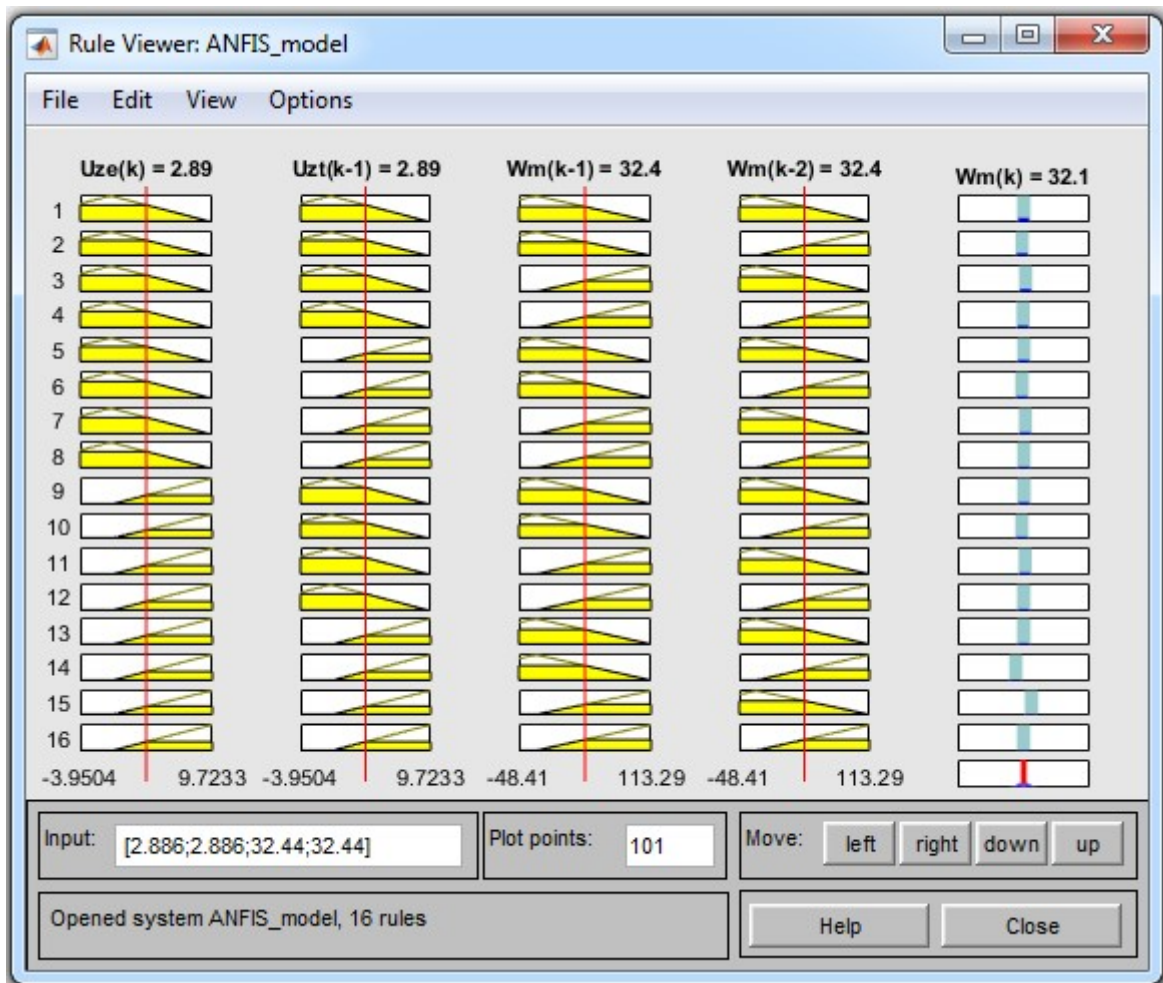 Rule Viewer: ANFIS_model
File Edit View Options
Uze(k) = 2.89 Uzt(k-1) = 2.89 Wm(k-1) = 32.4 Wm(k-2) = 32.4 Wm(k) = 32.1
1
2
3
4
5
6
7
8
9
10
11
12
13
14
15
16
-3.9504 9.7233 -3.9504 9.7233 -48.41 113.29 -48.41 113.29
Input: [2.886;2.886;32.44;32.44] Plot points: 101 Move: left right down up
Opened system ANFIS_model, 16 rules Help Close